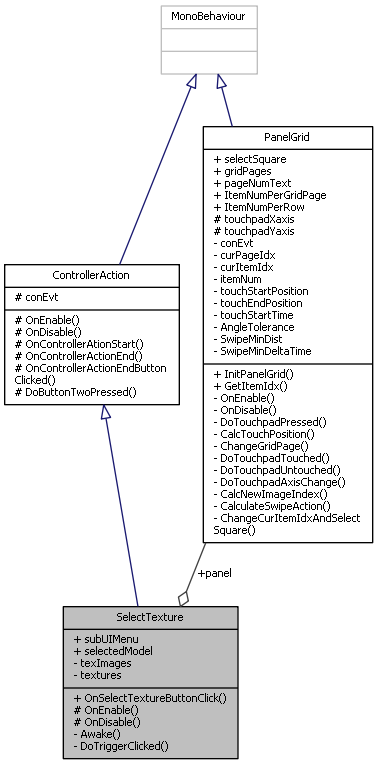 MonoBehaviour
PanelGrid
+ selectSquare
+ gridPages
+ pageNumText
+ ItemNumPerGridPage
+ ItemNumPerRow
# touchpadXaxis
# touchpadYaxis
- conEvt
- curPageIdx
- curItemIdx
- itemNum
- touchStartPosition
- touchEndPosition
- touchStartTime
- AngleTolerance
- SwipeMinDist
- SwipeMinDeltaTime
+ InitPanelGrid()
+ GetItemIdx()
- OnEnable()
- OnDisable()
- DoTouchpadPressed()
- CalcTouchPosition()
- ChangeGridPage()
- DoTouchpadTouched()
- DoTouchpadUntouched()
- DoTouchpadAxisChange()
- CalcNewImageIndex()
- CalculateSwipeAction()
- ChangeCurItemIdxAndSelect
Square()
ControllerAction
# conEvt
# OnEnable()
# OnDisable()
# OnControllerAtionStart()
# OnControllerActionEnd()
# OnControllerActionEndButton
Clicked()
# DoButtonTwoPressed()
+panel
SelectTexture
+ subUIMenu
+ selectedModel
- texImages
- textures
+ OnSelectTextureButtonClick()
# OnEnable()
# OnDisable()
- Awake()
- DoTriggerClicked()